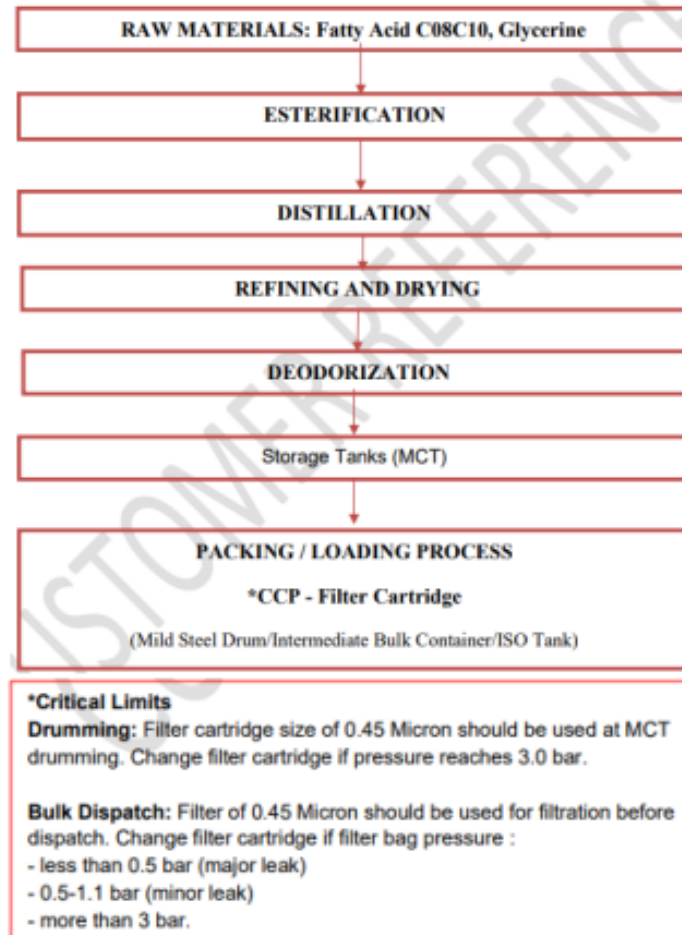 RAW MATERIALS: Fatty Acid C08C10, Glycerine
ESTERIFICATION
DISTILLATION
REFINING AND DRYING
DEODORIZATION
Storage Tanks (MCT)
PACKING / LOADING PROCESS
*CCP - Filter Cartridge
(Mild Steel Drum/Intermediate Bulk Container/ISO Tank)
CUSTOMER REFERENCE
*Critical Limits
Drumming: Filter cartridge size of 0.45 Micron should be used at MCT
drumming. Change filter cartridge if pressure reaches 3.0 bar.
Bulk Dispatch: Filter of 0.45 Micron should be used for filtration before
dispatch. Change filter cartridge if filter bag pressure :
- less than 0.5 bar (major leak)
- 0.5-1.1 bar (minor leak)
- more than 3 bar.